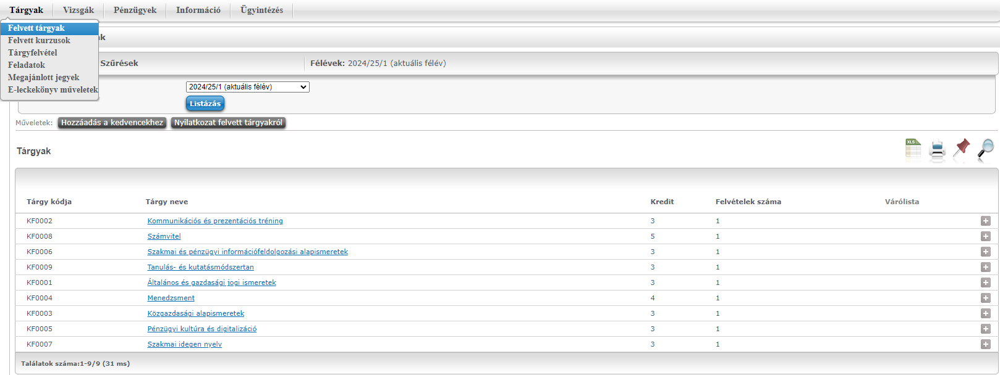 Tárgyak Vizsgák Pénzügyek Információ Ügyintézés
Felvett tárgyak
Felvett kurzusok
Tárgyfelvétel
Feladatok
Megajánlott jegyek
E-leckekönyv műveletek
Szűrések Félévek: 2024/25/1 (aktuális félév)
2024/25/1 (aktuális félév)
Listázás
Műveletek: Hozzáadás a kedvencekhez Nyilatkozat felvett tárgyakról
Tárgyak
XLS
Tárgy kódja Tárgy neve Kredit Felvételek száma Várólista
KF0002 Kommunikációs és prezentációs tréning 3 1
KF0008 Számvitel 5 1
KF0006 Szakmai és pénzügyi információfeldolgozási alapismeretek 3 1
KF0009 Tanulás- és kutatásmódszertan 3 1
KF0001 Általános és gazdasági jogi ismeretek 3 1
KF0004 Menedzsment 4 1
KF0003 Közgazdasági alapismeretek 3 1
KF0005 Pénzügyi kultúra és digitalizáció 3 1
KF0007 Szakmai idegen nyelv 3 1
Találatok száma:1-9/9 (31 ms)